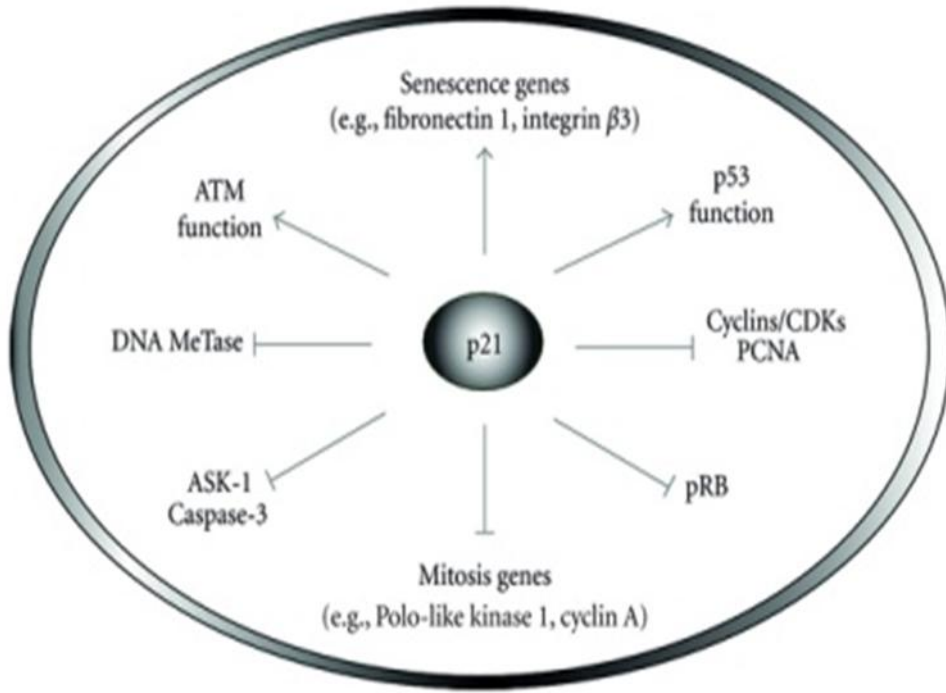 Senescence genes
(e.g., fibronectin 1, integrin β3)
ATM
function
p53
function
DNA MeTase
p21
Cyclins/CDKs
PCNA
ASK-1
Caspase-3
pRB
Mitosis genes
(e.g., Polo-like kinase 1, cyclin A)